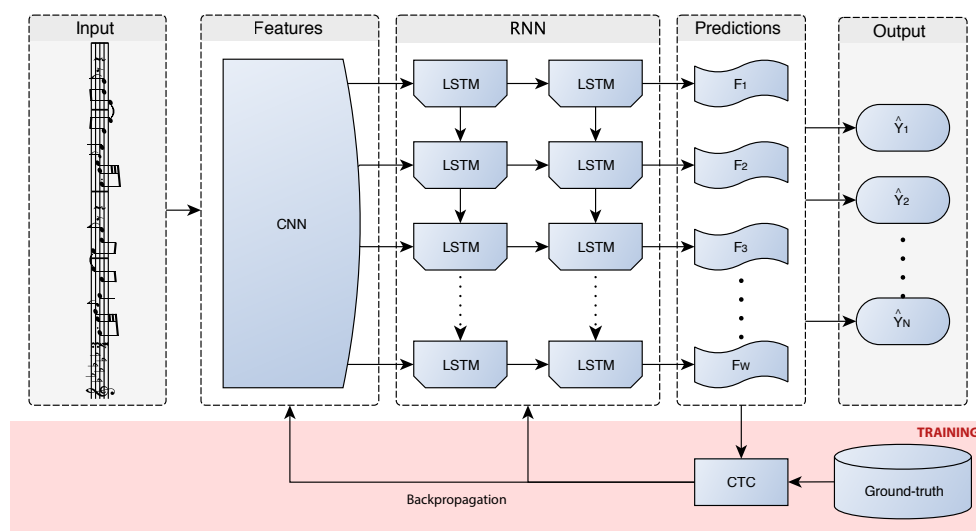 Input
Features
RNN
Predictions
Output
CNN
LSTM
LSTM
F1
LSTM
LSTM
F2
LSTM
LSTM
F3
LSTM
LSTM
FW
Ŷ1
Ŷ2
ŶN
TRAINING
CTC
Ground-truth
Backpropagation